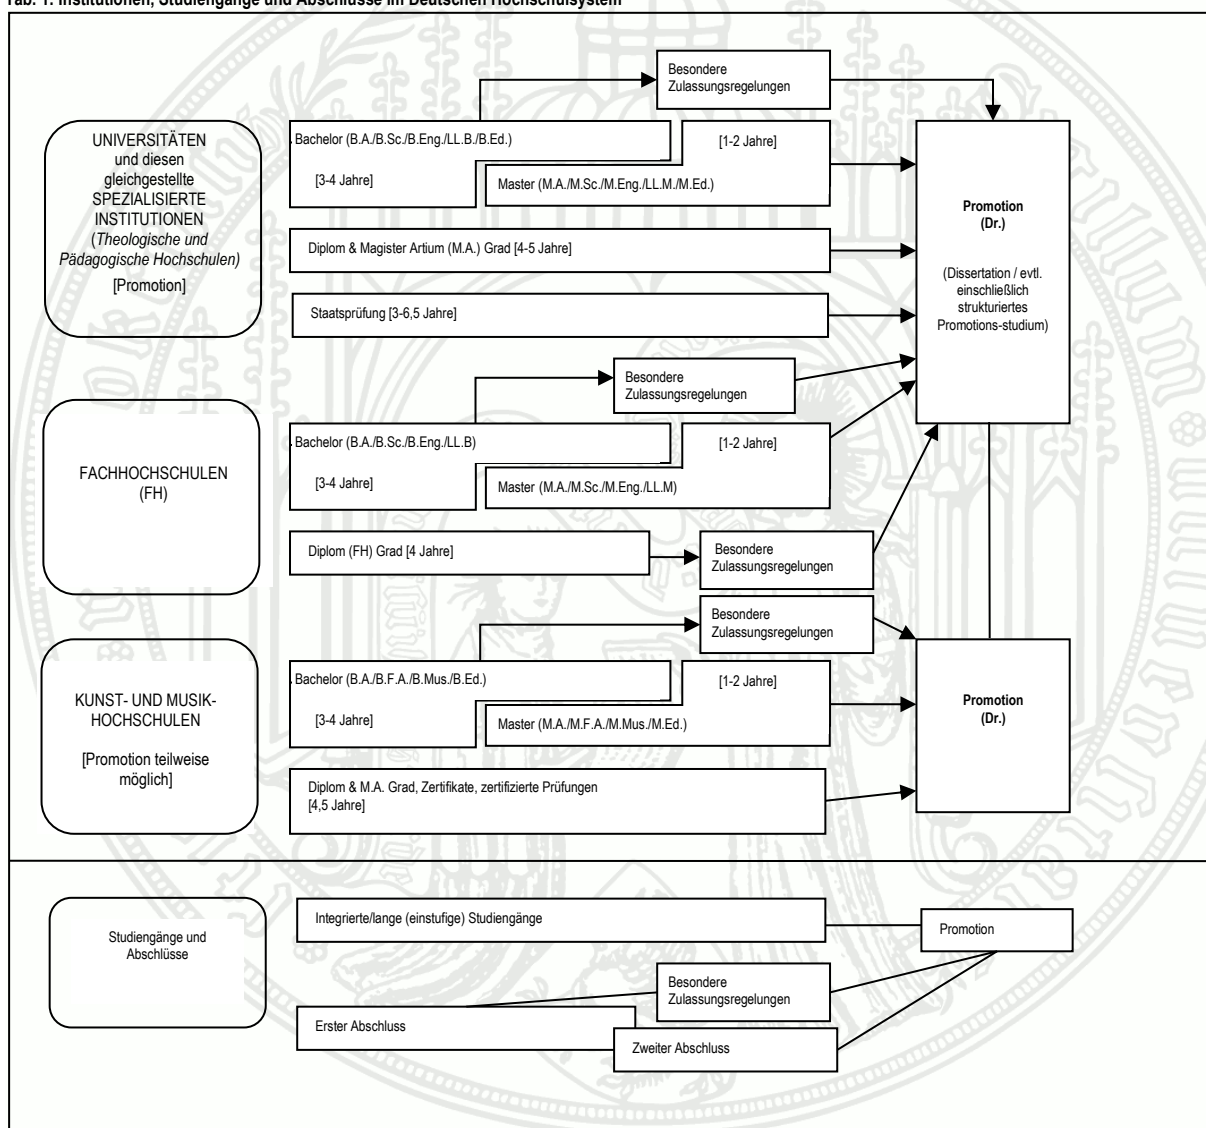 Tab. 1: Institutionen, Studiengänge und Abschlüsse im Deutschen Hochschulsystem
Besondere
Zulassungsregelungen
UNIVERSITÄTEN
und diesen
gleichgestellte
SPEZIALISIERTE
INSTITUTIONEN
(Theologische und
Pädagogische Hochschulen)
[Promotion]
Bachelor (B.A./B.Sc./B.Eng./LL.B./B.Ed.)
[3-4 Jahre]
[1-2 Jahre]
Master (M.A./M.Sc./M.Eng./LL.M./M.Ed.)
Diplom & Magister Artium (M.A.) Grad [4-5 Jahre]
Staatsprüfung [3-6,5 Jahre]
Promotion
(Dr.)
(Dissertation / evtl.
einschließlich
strukturiertes
Promotions-studium)
Besondere
Zulassungsregelungen
FACHHOCHSCHULEN
(FH)
Bachelor (B.A./B.Sc./B.Eng./LL.B)
[3-4 Jahre]
[1-2 Jahre]
Master (M.A./M.Sc./M.Eng./LL.M)
Diplom (FH) Grad [4 Jahre]
Besondere
Zulassungsregelungen
Besondere
Zulassungsregelungen
KUNST- UND MUSIK-
HOCHSCHULEN
[Promotion teilweise
möglich]
Bachelor (B.A./B.F.A./B.Mus./B.Ed.)
[3-4 Jahre]
[1-2 Jahre]
Master (M.A./M.F.A./M.Mus./M.Ed.)
Diplom & M.A. Grad, Zertifikate, zertifizierte Prüfungen
[4,5 Jahre]
Promotion
(Dr.)
Studiengänge und
Abschlüsse
Integrierte/lange (einstufige) Studiengänge
Promotion
Besondere
Zulassungsregelungen
Erster Abschluss
Zweiter Abschluss